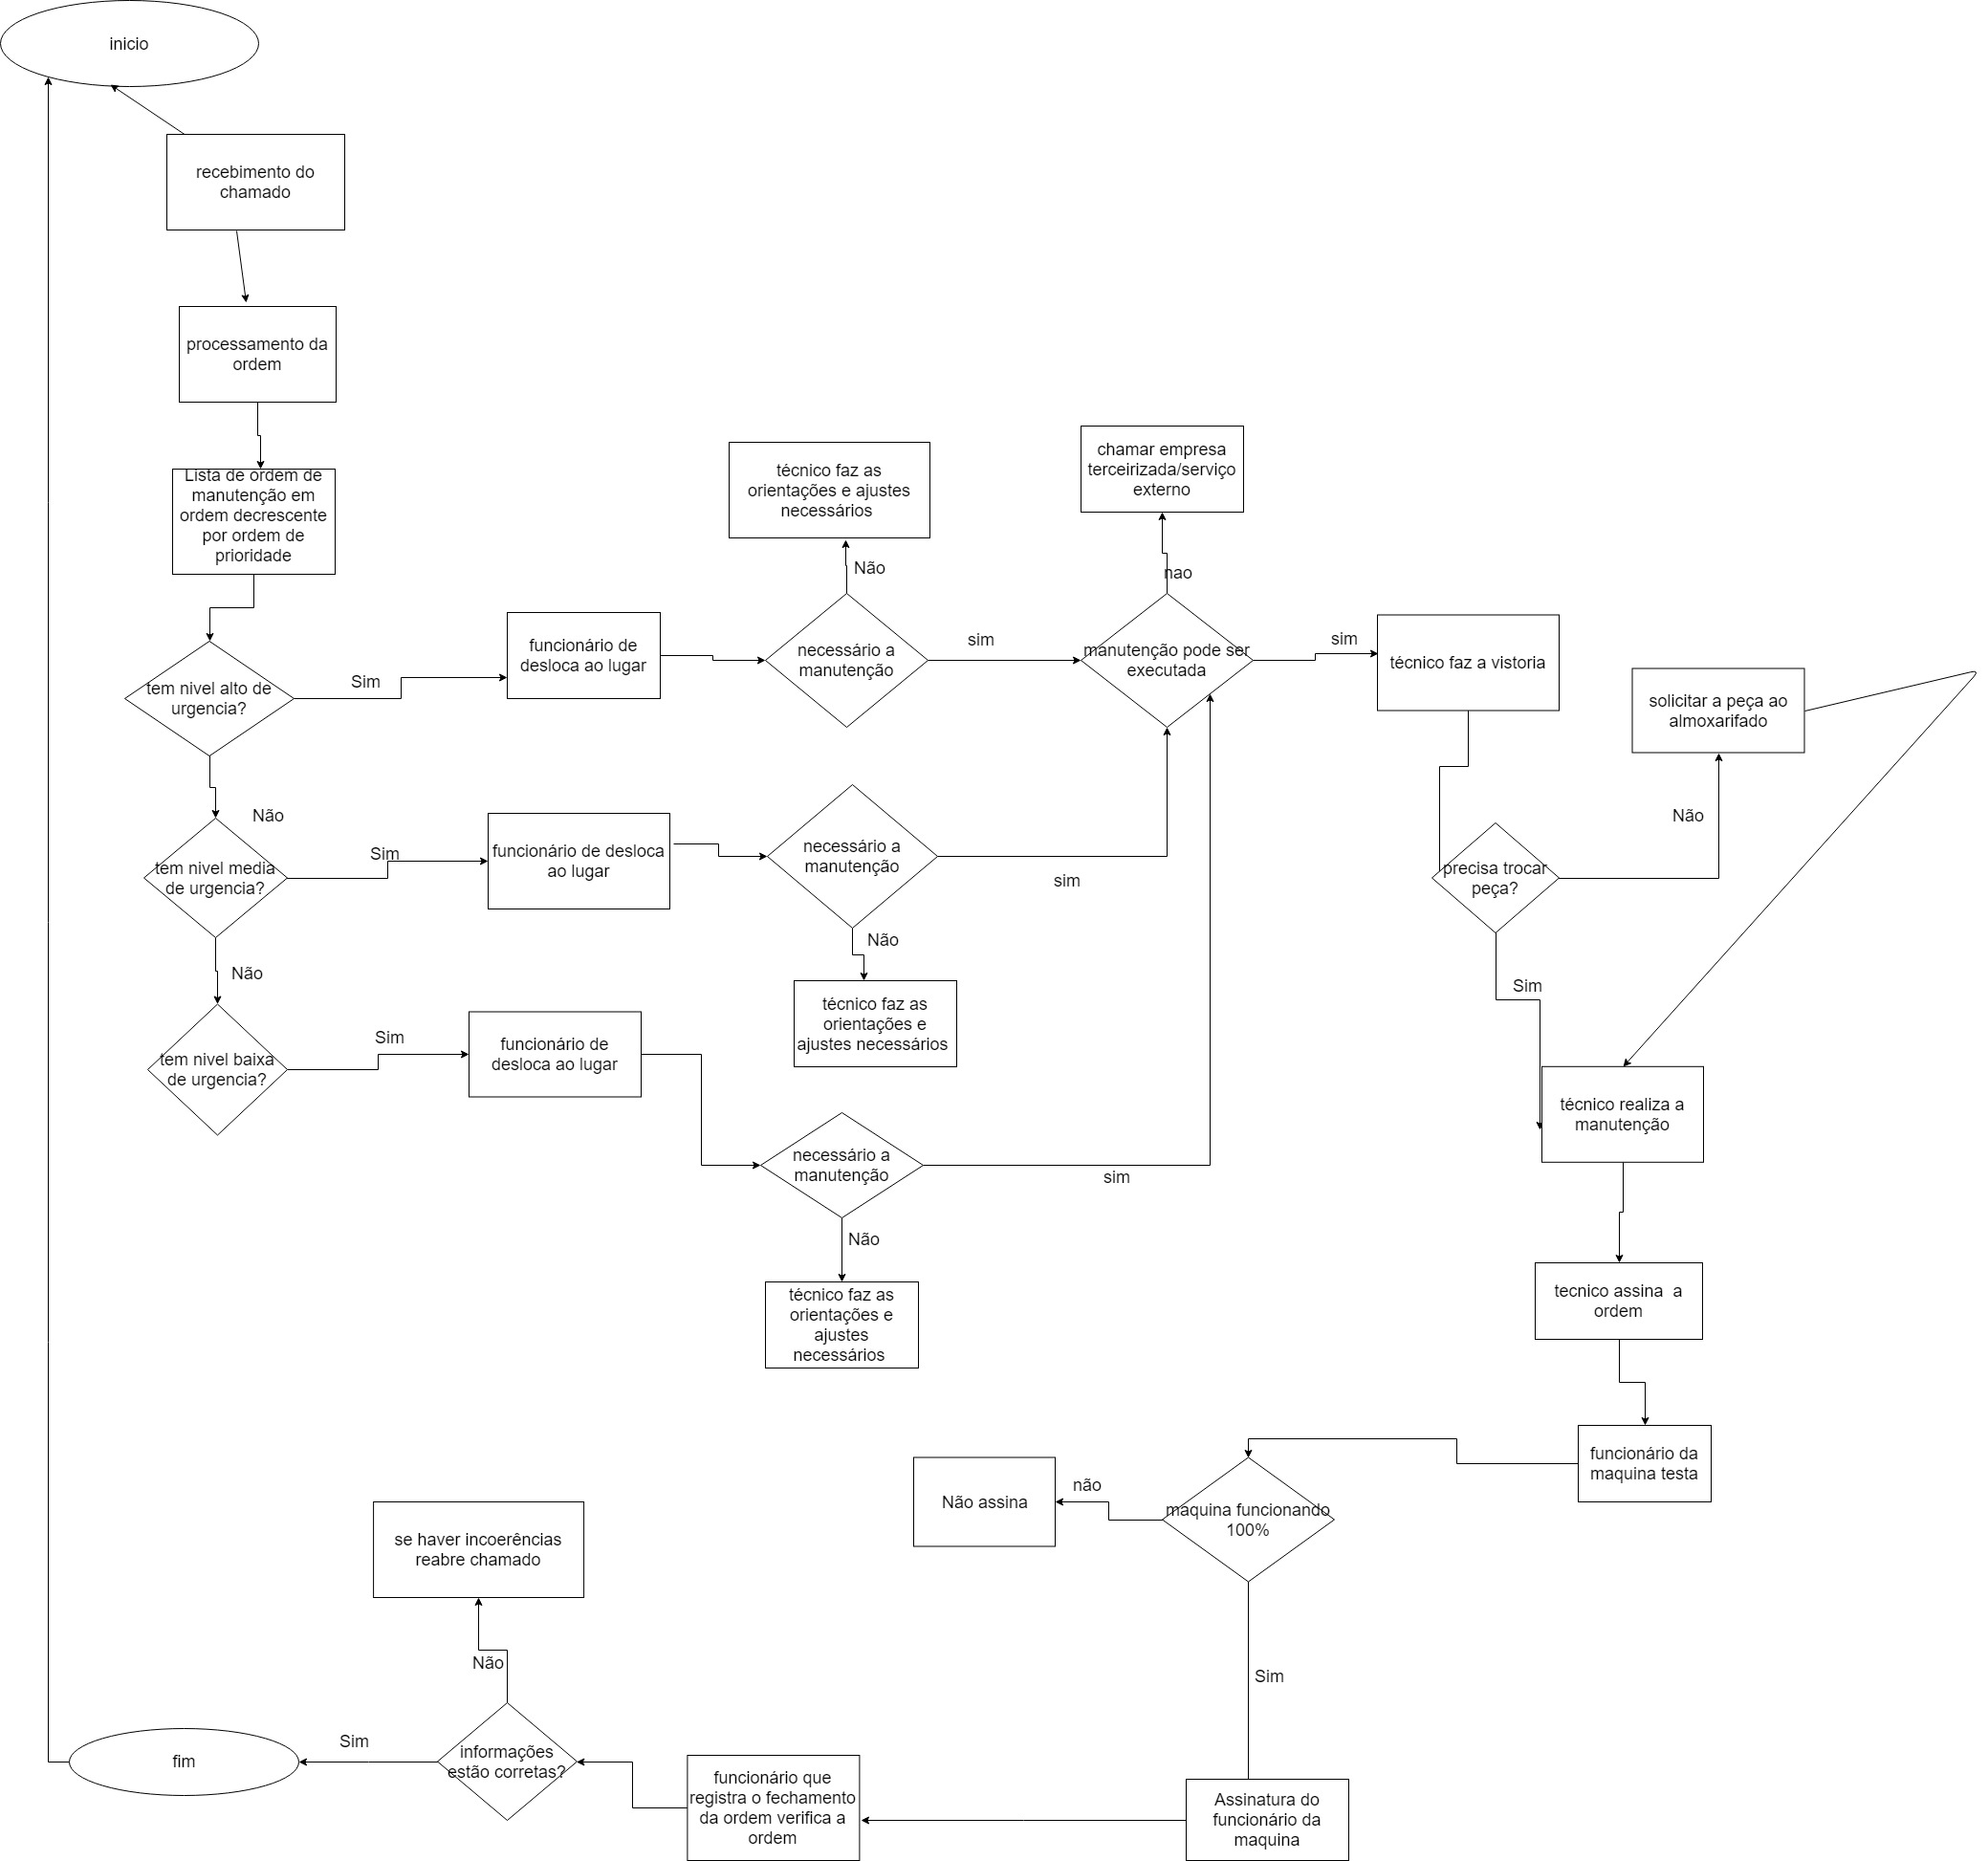 inicio
recebimento do
chamado
processamento da
ordem
Lista de ordem de
manutenção em
ordem decrescente
por ordem de
prioridade
técnico faz as
orientações e ajustes
necessários
chamar empresa
terceirizada/serviço
externo
Não
nao
tem nivel alto de
urgencia?
Sim
funcionário de
desloca ao lugar
necessário a
manutenção
sim
manutenção pode ser
executada
sim
técnico faz a vistoria
solicitar a peça ao
almoxarifado
Não
tem nivel media
de urgencia?
Sim
funcionário de desloca
ao lugar
necessário a
manutenção
sim
Não
precisa trocar
peça?
Não
Não
técnico faz as
orientações e
ajustes necessários
Sim
tem nivel baixa
de urgencia?
Sim
funcionário de
desloca ao lugar
necessário a
manutenção
sim
Não
técnico faz as
orientações e
ajustes
necessários
técnico realiza a
manutenção
tecnico assina  a
ordem
funcionário da
maquina testa
maquina funcionando
100%
não
Não assina
Sim
Assinatura do
funcionário da
maquina
funcionário que
registra o fechamento
da ordem verifica a
ordem
informações
estão corretas?
Não
se haver incoerências
reabre chamado
Sim
fim